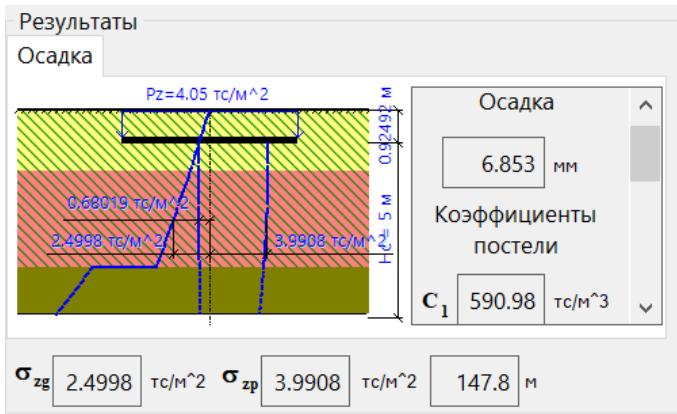 Результаты
Осадка
Pz=4.05 тс/м^2
0.92492 м
0.68019 тс/м^2
2.4998 тс/м^2
3.9908 тс/м^2
Hc = 5 м
Осадка
6.853 мм
Коэффициенты
постели
C1 590.98 тс/м^3
σzg 2.4998 тс/м^2 σzp 3.9908 тс/м^2 147.8 м